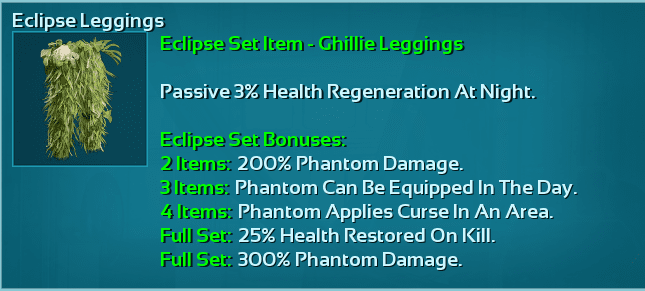 Eclipse Leggings
Eclipse Set Item - Ghillie Leggings
Passive 3% Health Regeneration At Night.
Eclipse Set Bonuses:
2 Items: 200% Phantom Damage.
3 Items: Phantom Can Be Equipped In The Day.
4 Items: Phantom Applies Curse In An Area.
Full Set: 25% Health Restored On Kill.
Full Set: 300% Phantom Damage.